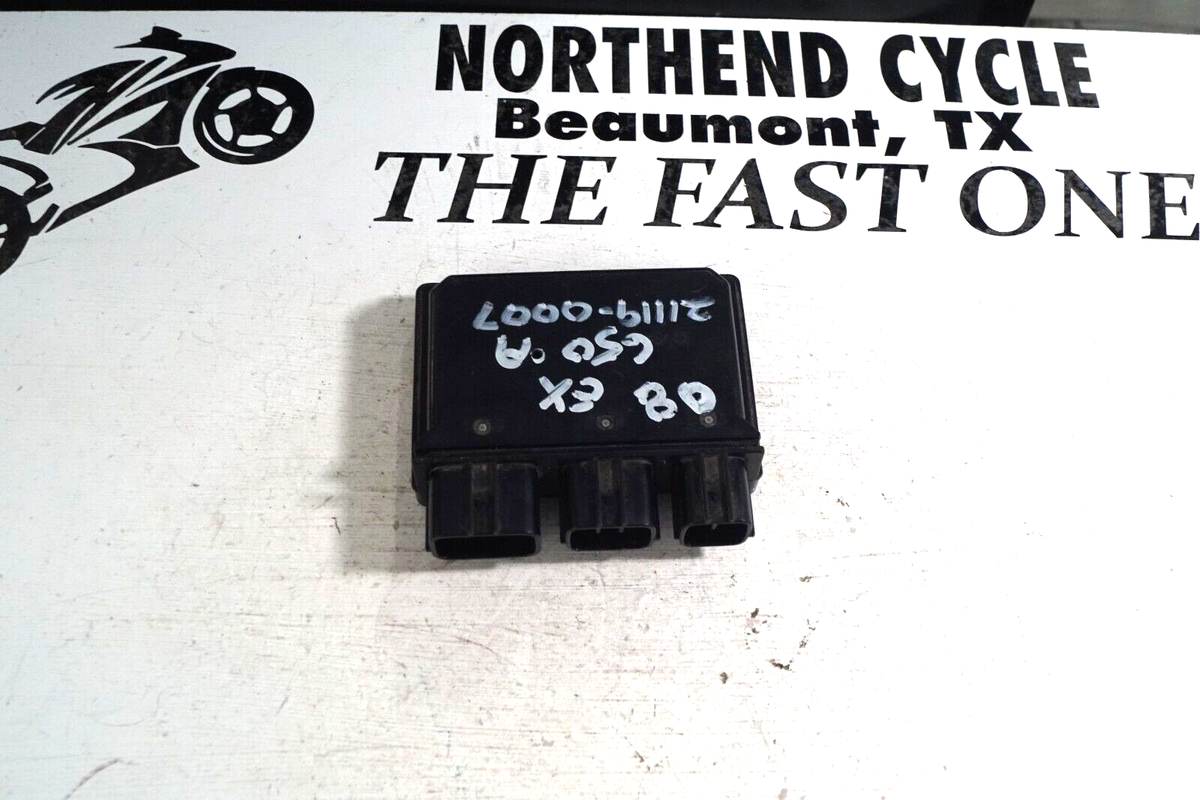 NORTHEND CYCLE
Beaumont, TX
THE FAST ONE
08 EX
650 A
21119-0007